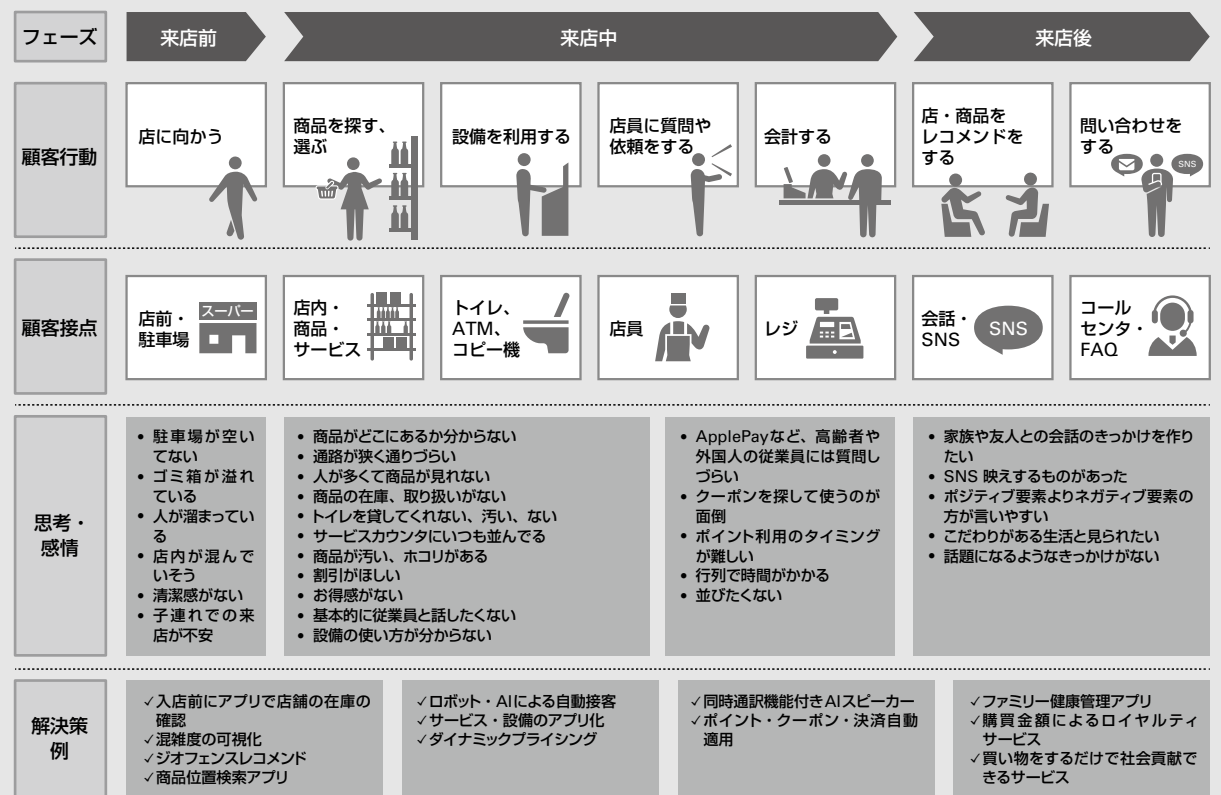 フェーズ
来店前
来店中
来店後
顧客行動
店に向かう
商品を探す、
選ぶ
設備を利用する
店員に質問や
依頼をする
会計する
店・商品を
レコメンドを
する
問い合わせを
する
SNS
顧客接点
店前・
駐車場
スーパー
店内・
商品・
サービス
トイレ、
ATM、
コピー機
店員
レジ
会話・
SNS
SNS
コール
センタ・
FAQ
思考・
感情
• 駐車場が空い
てない
• ゴミ箱が溢れ
ている
• 人が溜まってい
る
• 店内が混んで
いそう
• 清潔感がない
• 子連れでの来
店が不安
• 商品がどこにあるか分からない
• 通路が狭く通りづらい
• 人が多くて商品が見れない
• 商品の在庫、取り扱いがない
• トイレを貸してくれない、汚い、ない
• サービスカウンタにいつも並んでる
• 商品が汚い、ホコリがある
• 割引がほしい
• お得感がない
• 基本的に従業員と話したくない
• 設備の使い方が分からない
• ApplePayなど、高齢者や
外国人の従業員には質問し
づらい
• クーポンを探して使うのが
面倒
• ポイント利用のタイミング
が難しい
• 行列で時間がかかる
• 並びたくない
• 家族や友人との会話のきっかけを作り
たい
• SNS 映えするものがあった
• ポジティブ要素よりネガティブ要素の
方が言いやすい
• こだわりがある生活と見られたい
• 話題になるようなきっかけがない
解決策
例
✓入店前にアプリで店舗の在庫の
確認
✓混雑度の可視化
✓ジオフェンスレコメンド
✓商品位置検索アプリ
✓ロボット・AIによる自動接客
✓サービス・設備のアプリ化
✓ダイナミックプライシング
✓同時通訳機能付きAIスピーカー
✓ポイント・クーポン・決済自動
適用
✓ファミリー健康管理アプリ
✓購買金額によるロイヤルティ
サービス
✓買い物をするだけで社会貢献で
きるサービス